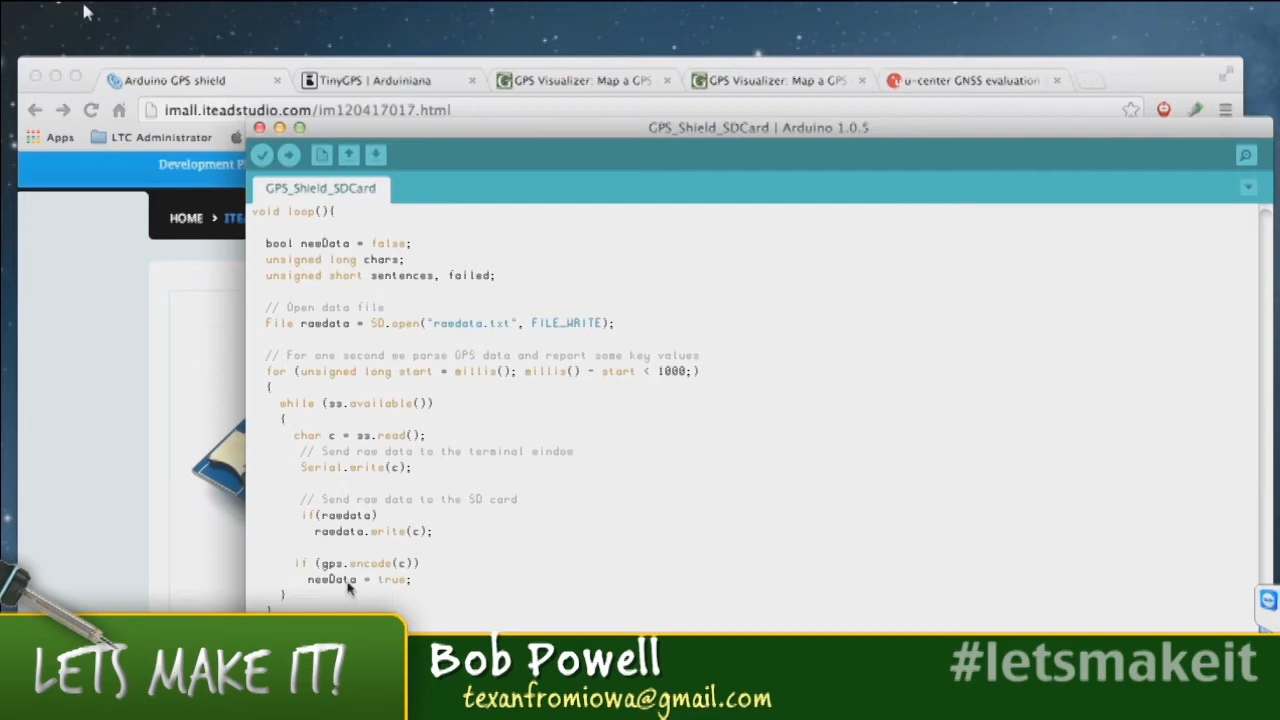 Arduino GPS shield
TinyGPS | Arduiniana
GPS Visualizer: Map a GPS
GPS Visualizer: Map a GPS
u-center GNSS evaluation
imall.iteadstudio.com/im120417017.html
Apps
LTC Administrator
GPS_Shield_SDCard | Arduino 1.0.5
Development P
GPS_Shield_SDCard
HOME > ITE
void loop(){
bool newData = false;
unsigned long chars;
unsigned short sentences, failed;
// Open data file
File rawdata = SD.open("rawdata.txt", FILE_WRITE);
// For one second we parse GPS data and report some key values
for (unsigned long start = millis(); millis() - start < 1000;)
{
while (ss.available())
{
char c = ss.read();
// Send raw data to the terminal window
Serial.write(c);
// Send raw data to the SD card
if(rawdata)
rawdata.write(c);
if (gps.encode(c))
newData = true;
}
}
LETS MAKE IT!
Bob Powell
texanfromiowa@gmail.com
#letsmakeit